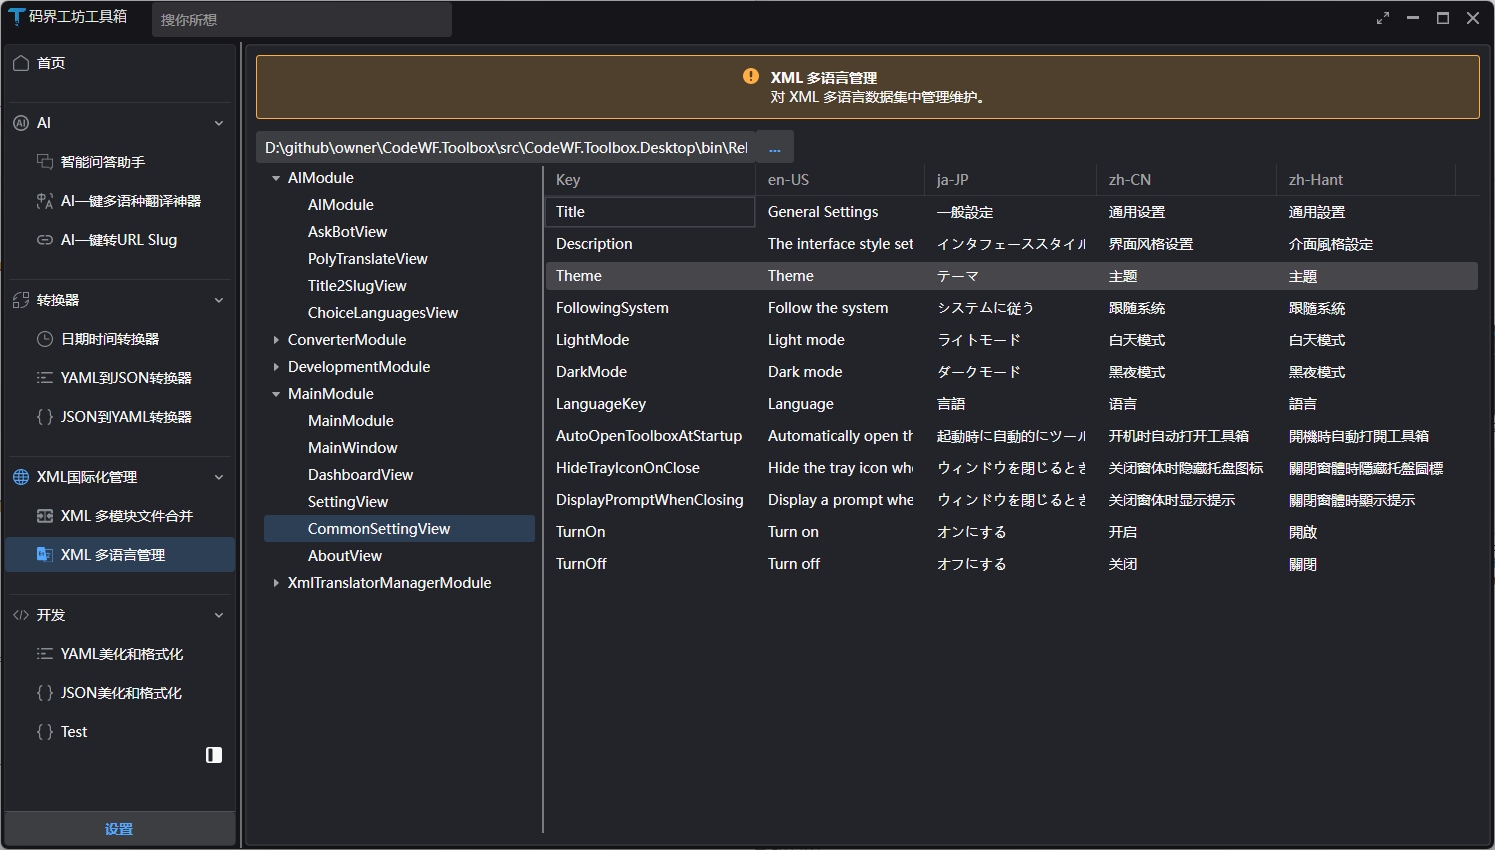 码界工坊工具箱
搜你所想
首页
AI
智能问答助手
AI一键多语种翻译神器
AI一键转URL Slug
转换器
日期时间转换器
YAML到JSON转换器
JSON到YAML转换器
XML国际化管理
XML 多模块文件合并
XML 多语言管理
开发
YAML美化和格式化
JSON美化和格式化
Test
设置
XML 多语言管理
对 XML 多语言数据集中管理维护。
D:\github\owner\CodeWF.Toolbox\src\CodeWF.Toolbox.Desktop\bin\Rel ...
AIModule
AIModule
AskBotView
PolyTranslateView
Title2SlugView
ChoiceLanguagesView
ConverterModule
DevelopmentModule
MainModule
MainModule
MainWindow
DashboardView
SettingView
CommonSettingView
AboutView
XmlTranslatorManagerModule
Key en-US ja-JP zh-CN zh-Hant
Title General Settings 一般設定 通用设置 通用設置
Description The interface style set インタフェーススタイル 界面风格设置 介面風格設定
Theme Theme テーマ 主题 主題
FollowingSystem Follow the system システムに従う 跟随系统 跟隨系統
LightMode Light mode ライトモード 白天模式 白天模式
DarkMode Dark mode ダークモード 黑夜模式 黑夜模式
LanguageKey Language 言語 语言 語言
AutoOpenToolboxAtStartup Automatically open th 起動時に自動的にツール 开机时自动打开工具箱 開機時自動打開工具箱
HideTrayIconOnClose Hide the tray icon whe ウィンドウを閉じるとき 关闭窗体时隐藏托盘图标 關閉窗體時隱藏托盤圖標
DisplayPromptWhenClosing Display a prompt whe ウィンドウを閉じるとき 关闭窗体时显示提示 關閉窗體時顯示提示
TurnOn Turn on オンにする 开启 開啟
TurnOff Turn off オフにする 关闭 關閉